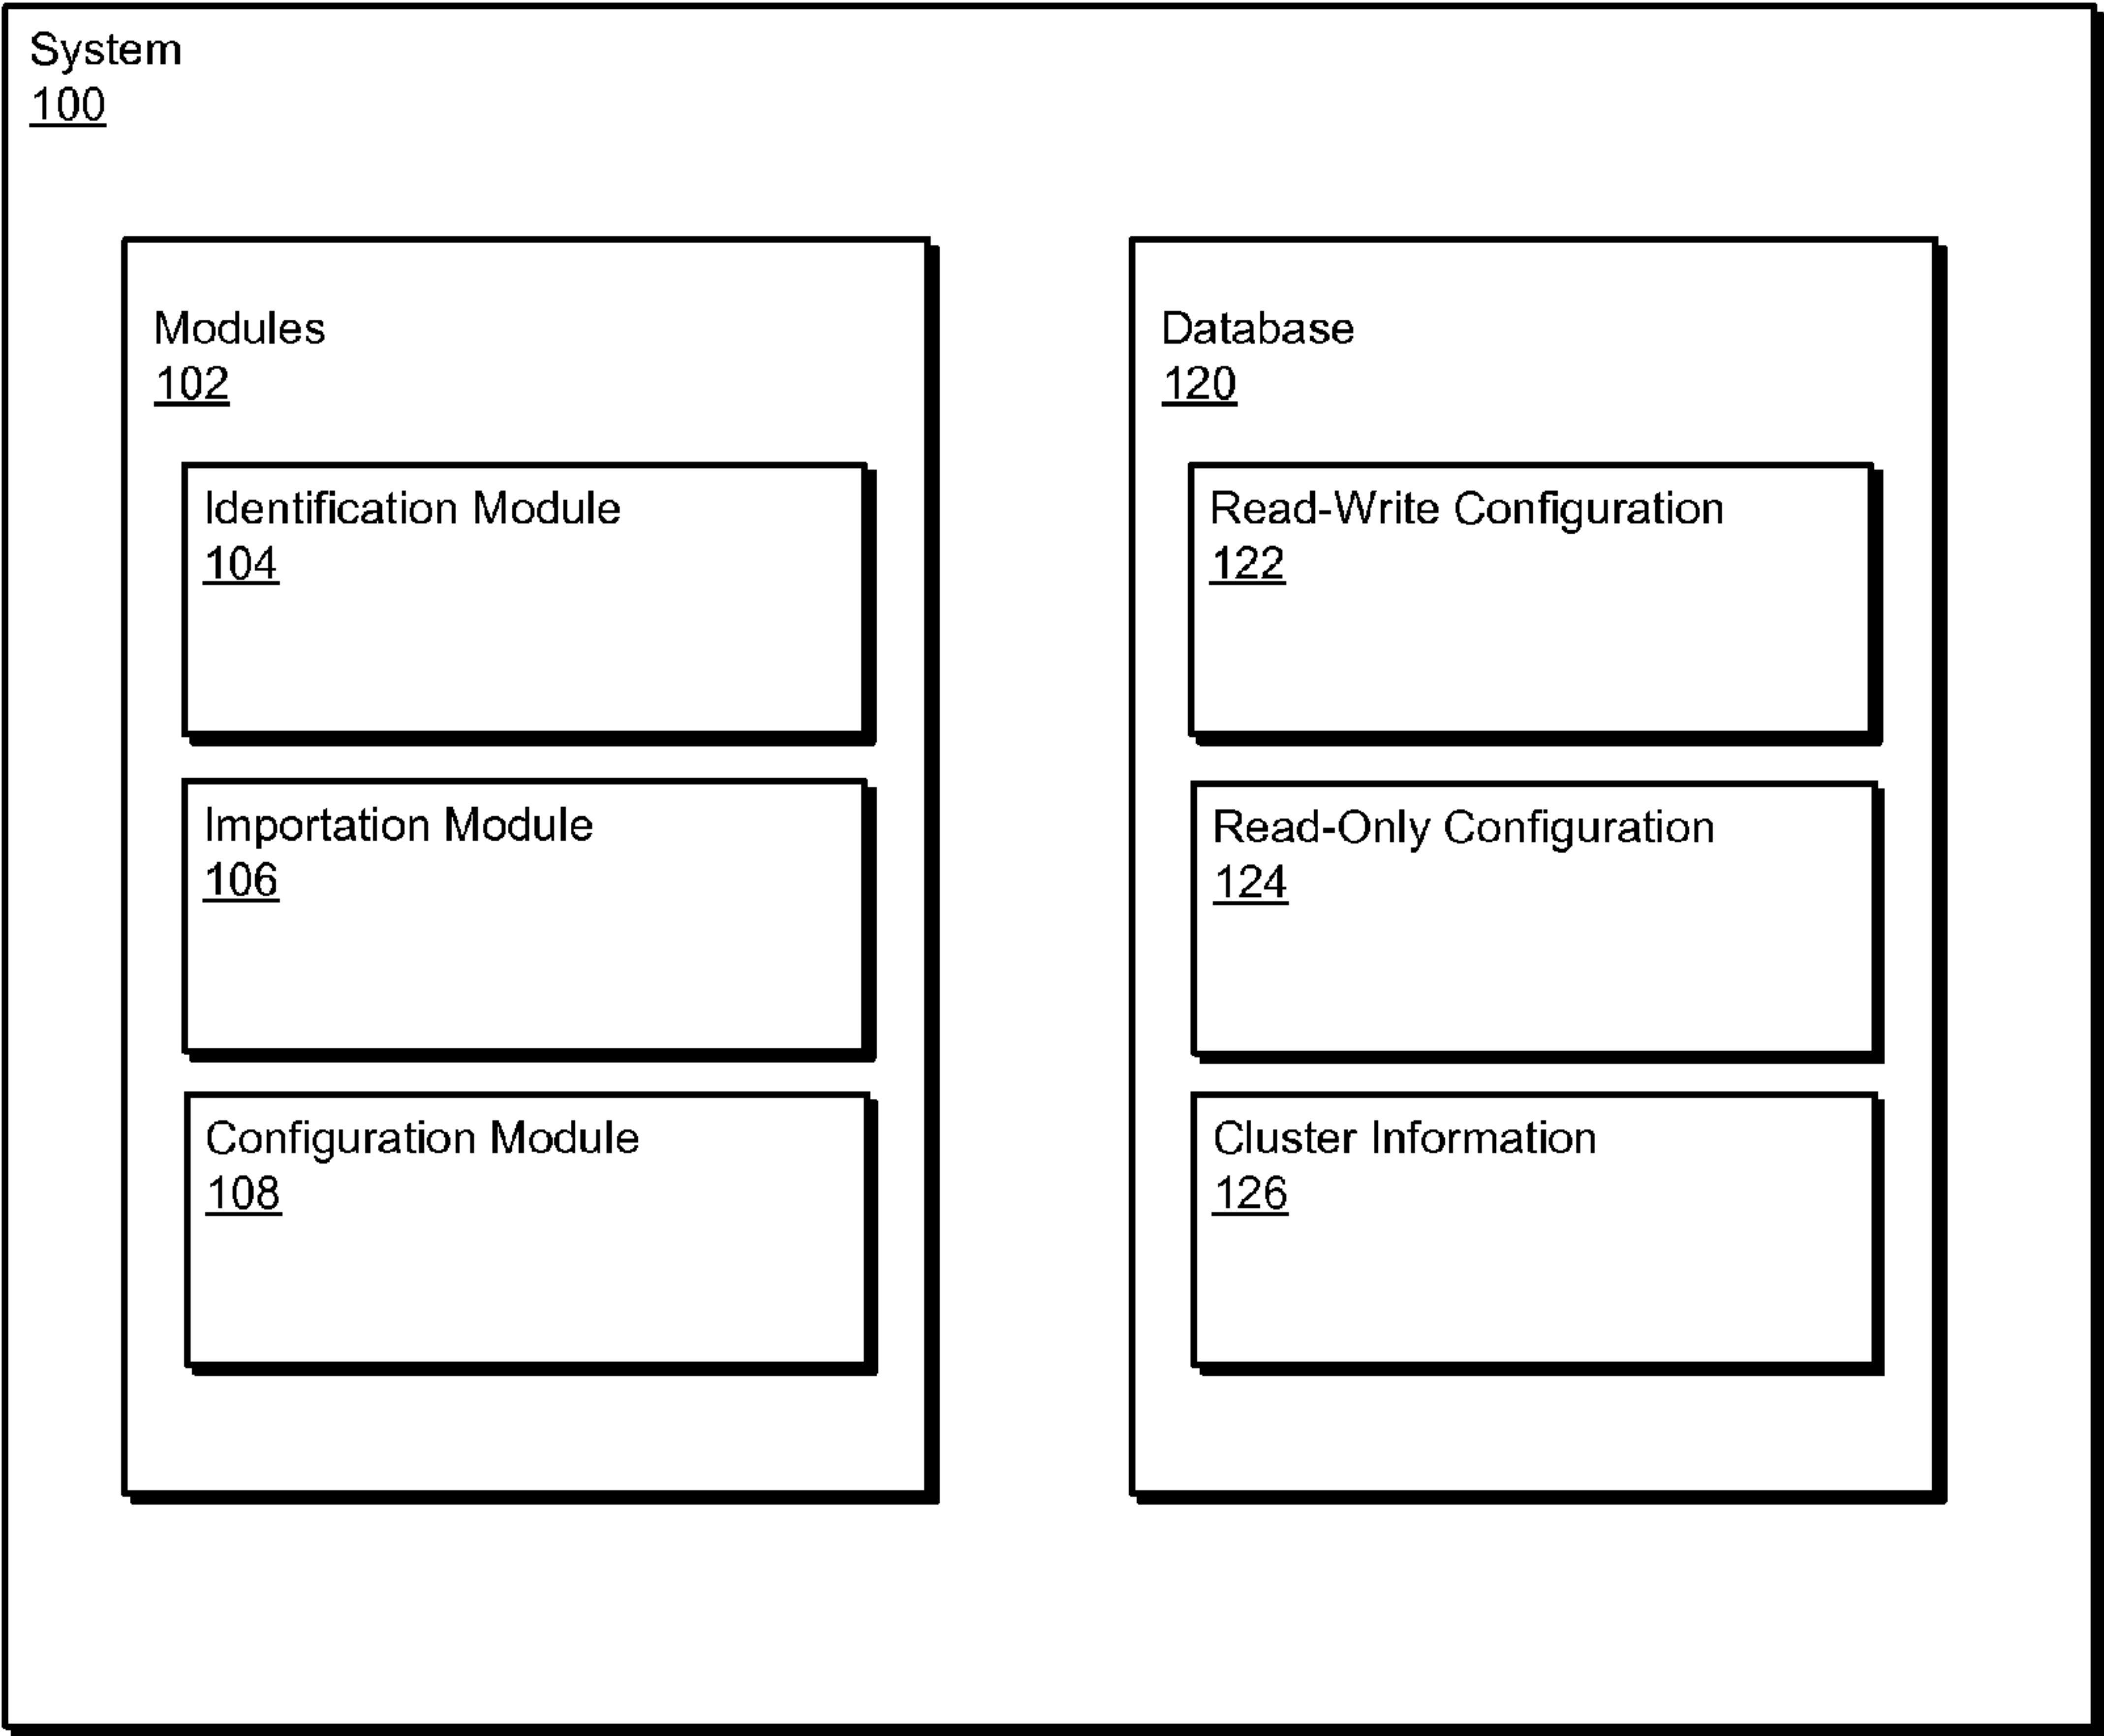 System
100
Modules
102
Identification Module
104
Importation Module
106
Configuration Module
108
Database
120
Read-Write Configuration
122
Read-Only Configuration
124
Cluster Information
126